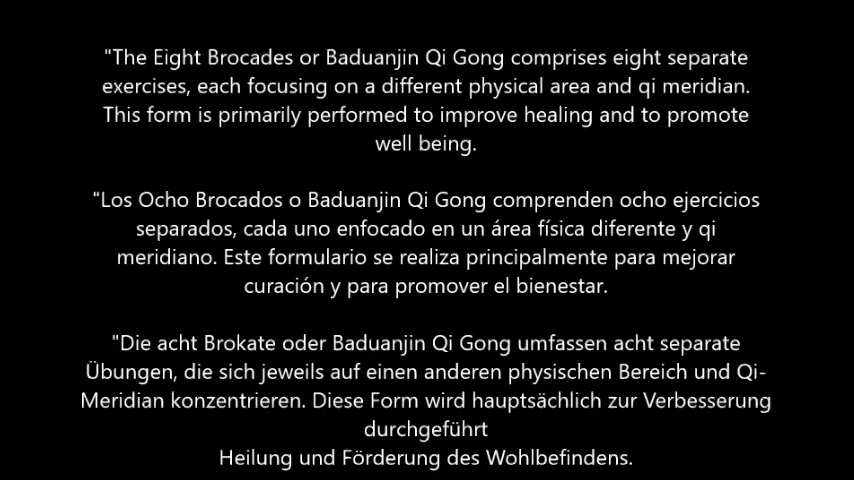 "The Eight Brocades or Baduanjin Qi Gong comprises eight separate
exercises, each focusing on a different physical area and qi meridian.
This form is primarily performed to improve healing and to promote
well being.
"Los Ocho Brocados o Baduanjin Qi Gong comprenden ocho ejercicios
separados, cada uno enfocado en un área física diferente y qi
meridiano. Este formulario se realiza principalmente para mejorar
curación y para promover el bienestar.
"Die acht Brokate oder Baduanjin Qi Gong umfassen acht separate
Übungen, die sich jeweils auf einen anderen physischen Bereich und Qi-
Meridian konzentrieren. Diese Form wird hauptsächlich zur Verbesserung
durchgeführt
Heilung und Förderung des Wohlbefindens.